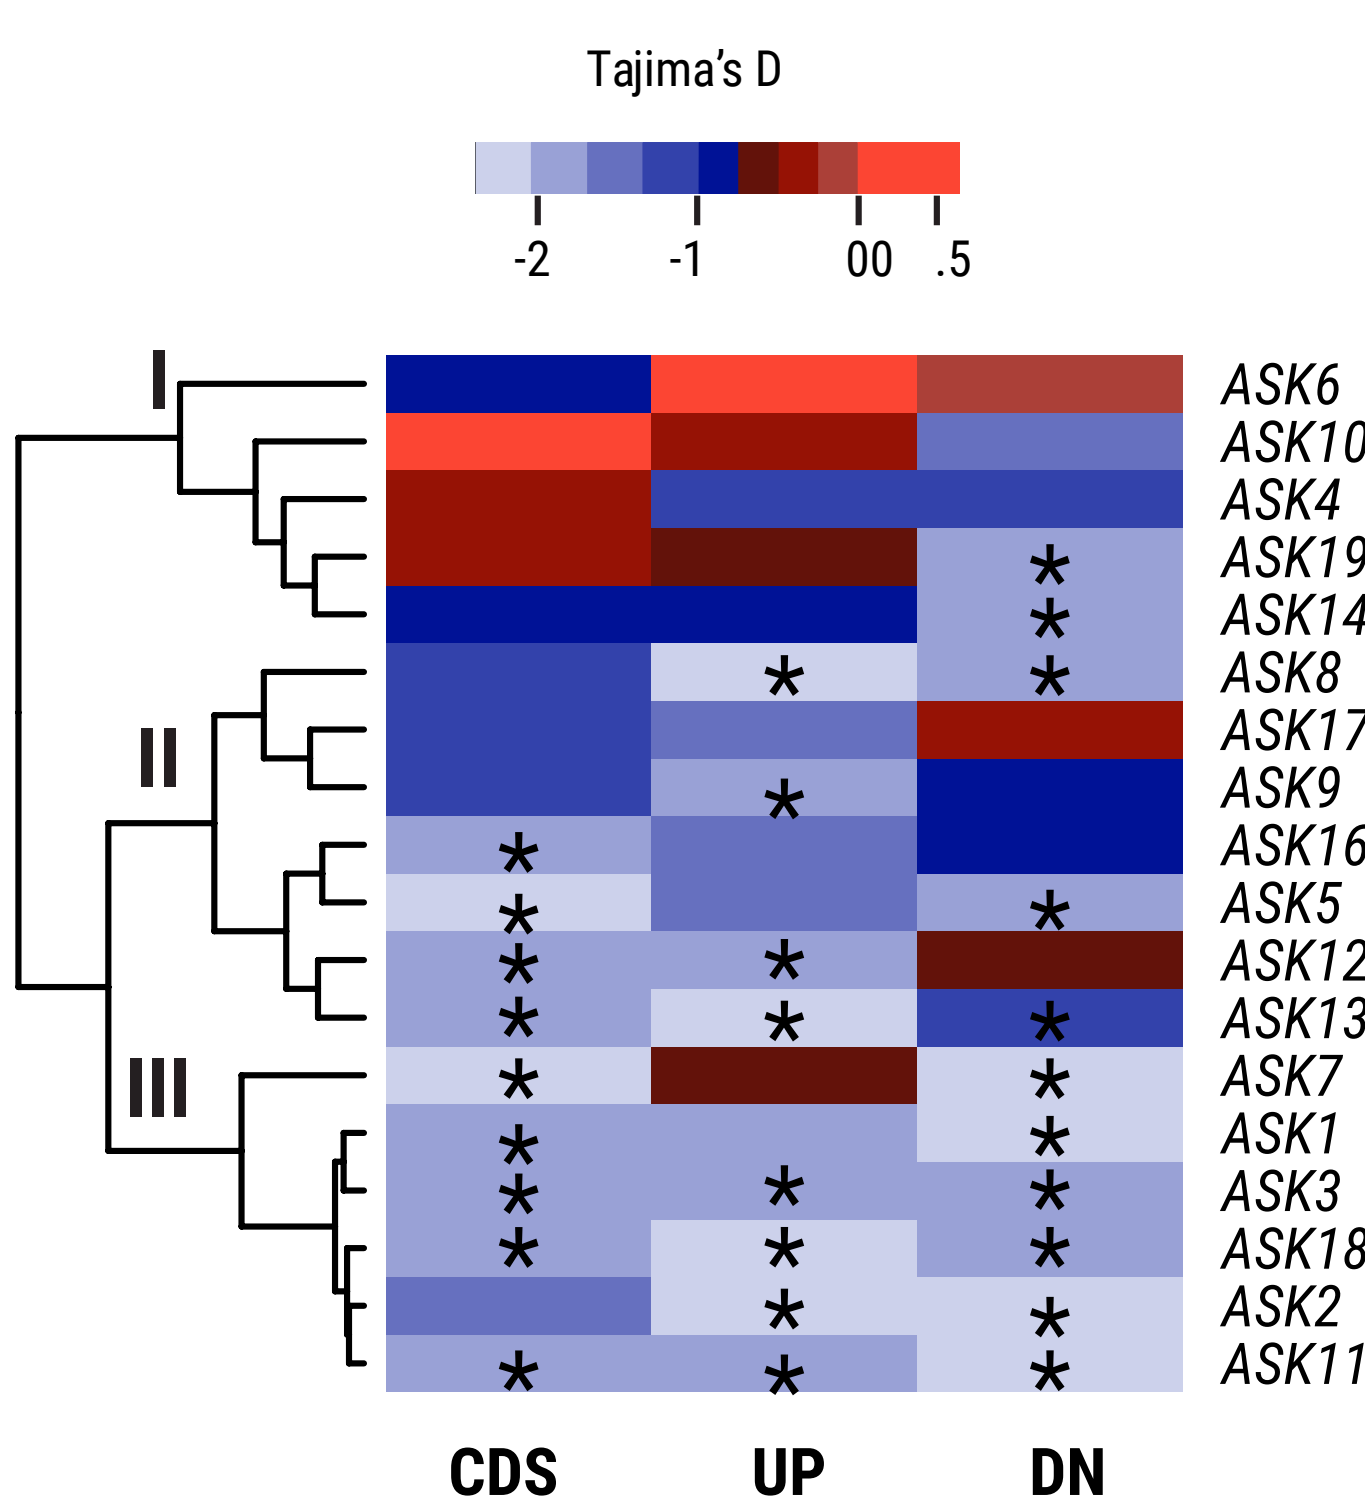 Tajima’s D
-2 -1 00 .5
I
ASK6
ASK10
ASK4
ASK19
*
ASK14
*
ASK8
* *
ASK17
II
ASK9
*
ASK16
*
ASK5
* *
ASK12
* *
ASK13
* * *
III
ASK7
* *
ASK1
* *
ASK3
* * *
ASK18
* * *
ASK2
* *
ASK11
* * *
CDS UP DN